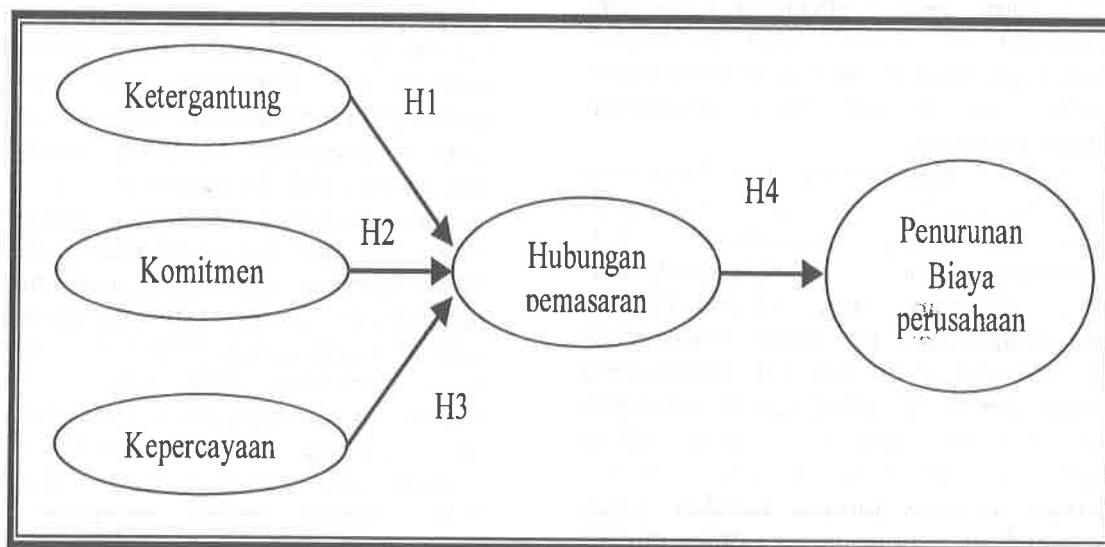 Ketergantung
H1
H2
Komitmen
H3
Kepercayaan
Hubungan
pemasaran
H4
Penurunan
Biaya
perusahaan